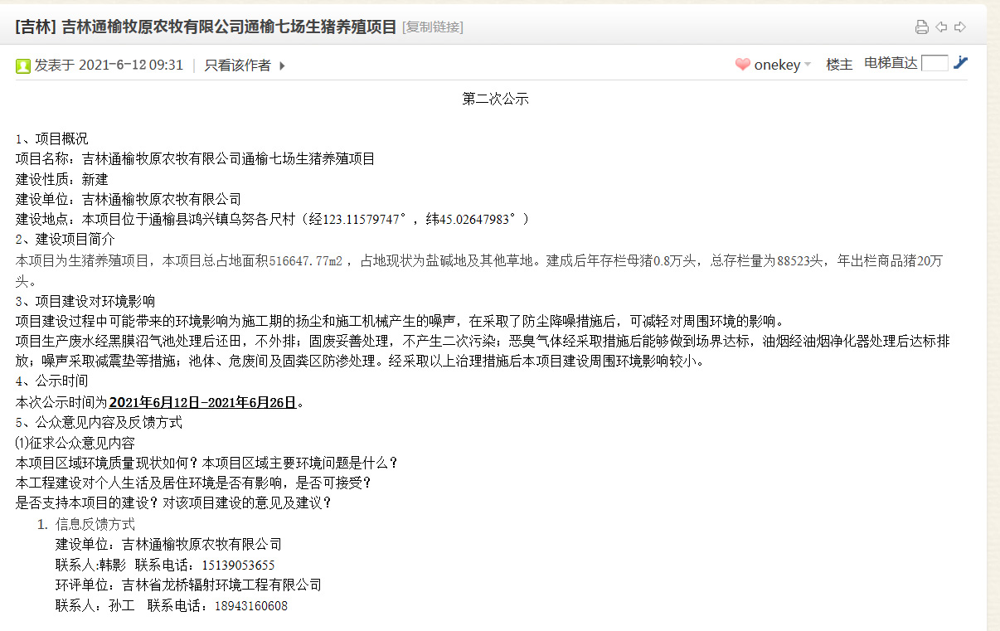 [吉林] 吉林通榆牧原农牧有限公司通榆七场生猪养殖项目 [复制链接]
发表于 2021-6-12 09:31 | 只看该作者
onekey 楼主 电梯直达
第二次公示
1、项目概况
项目名称：吉林通榆牧原农牧有限公司通榆七场生猪养殖项目
建设性质：新建
建设单位：吉林通榆牧原农牧有限公司
建设地点：本项目位于通榆县鸿兴镇乌努各尺村（经123.11579747°，纬45.02647983°）
2、建设项目简介
本项目为生猪养殖项目，本项目总占地面积516647.77m2 ，占地现状为盐碱地及其他草地。建成后年存栏母猪0.8万头，总存栏量为88523头，年出栏商品猪20万
头。
3、项目建设对环境影响
项目建设过程中可能带来的环境影响为施工期的扬尘和施工机械产生的噪声，在采取了防尘降噪措施后，可减轻对周围环境的影响。
项目生产废水经黑膜沼气池处理后还田，不外排；固废妥善处理，不产生二次污染；恶臭气体经采取措施后能够做到场界达标，油烟经油烟净化器处理后达标排
放；噪声采取减震垫等措施；池体、危废间及固粪区防渗处理。经采取以上治理措施后本项目建设周围环境影响较小。
4、公示时间
本次公示时间为2021年6月12日-2021年6月26日。
5、公众意见内容及反馈方式
⑴征求公众意见内容
本项目区域环境质量现状如何？本项目区域主要环境问题是什么？
本工程建设对个人生活及居住环境是否有影响，是否可接受？
是否支持本项目的建设？对该项目建设的意见及建议？
1. 信息反馈方式
建设单位：吉林通榆牧原农牧有限公司
联系人:韩影 联系电话：15139053655
环评单位：吉林省龙桥辐射环境工程有限公司
联系人：孙工 联系电话：18943160608